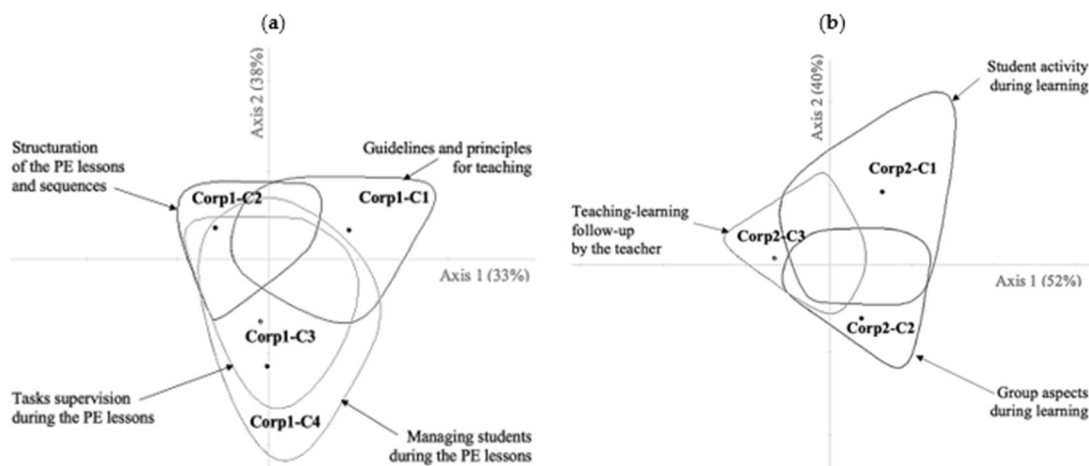 (a)
Axis 2 (38%)
Structuration
of the PE lessons
and sequences
Guidelines and principles
for teaching
Corp1-C2
Corp1-C1
Axis 1 (33%)
Corp1-C3
Tasks supervision
during the PE lessons
Corp1-C4
Managing students
during the PE lessons
(b)
Axis 2 (40%)
Student activity
during learning
Corp2-C1
Teaching-learning
follow-up
by the teacher
Corp2-C3
Axis 1 (52%)
Corp2-C2
Group aspects
during learning